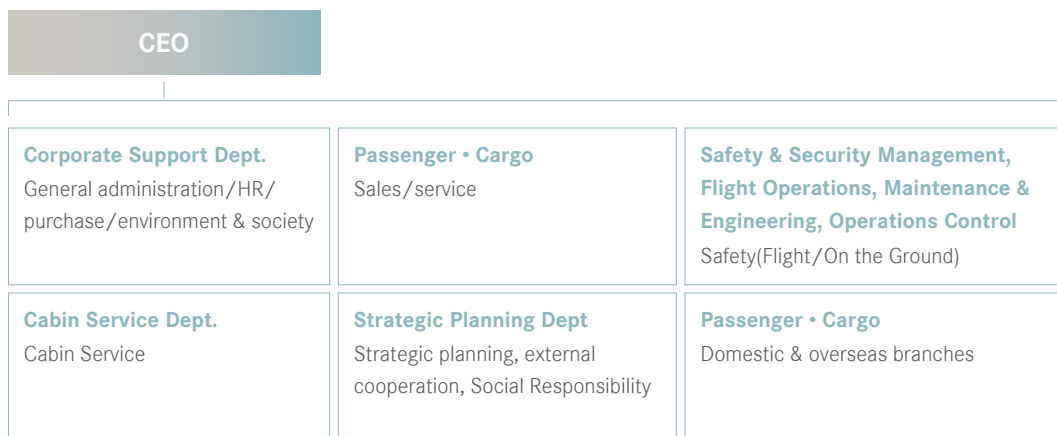 CEO
Corporate Support Dept.
General administration/HR/
purchase/environment & society
Passenger • Cargo
Sales/service
Safety & Security Management,
Flight Operations, Maintenance &
Engineering, Operations Control
Safety(Flight/On the Ground)
Cabin Service Dept.
Cabin Service
Strategic Planning Dept
Strategic planning, external
cooperation, Social Responsibility
Passenger • Cargo
Domestic & overseas branches